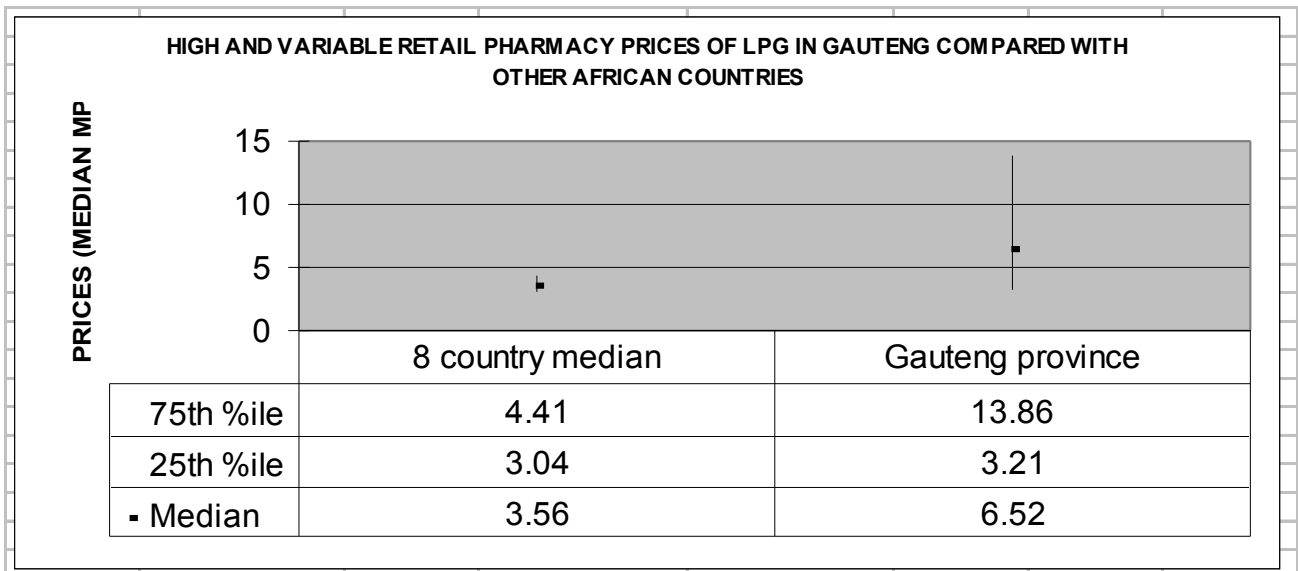 HIGH AND VARIABLE RETAIL PHARMACY PRICES OF LPG IN GAUTENG COMPARED WITH
OTHER AFRICAN COUNTRIES
PRICES (MEDIAN MP
15
10
5
0
8 country median Gauteng province
75th %ile 4.41 13.86
25th %ile 3.04 3.21
Median 3.56 6.52